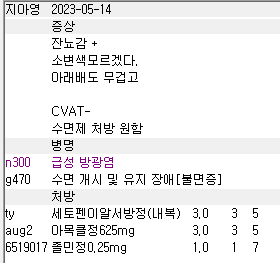 지아영 2023-05-14
증상
잔뇨감 +
소변색모르겠다.
아래배도 무겁고
CVAT-
수면제 처방 원함
병명
n300 급성 방광염
g470 수면 개시 및 유지 장애[불면증]
처방
ty 세토펜이알서방정(내복) 3.0 3 5
aug2 아목클정625mg 3.0 3 5
6519017 졸민정0.25mg 1.0 1 7